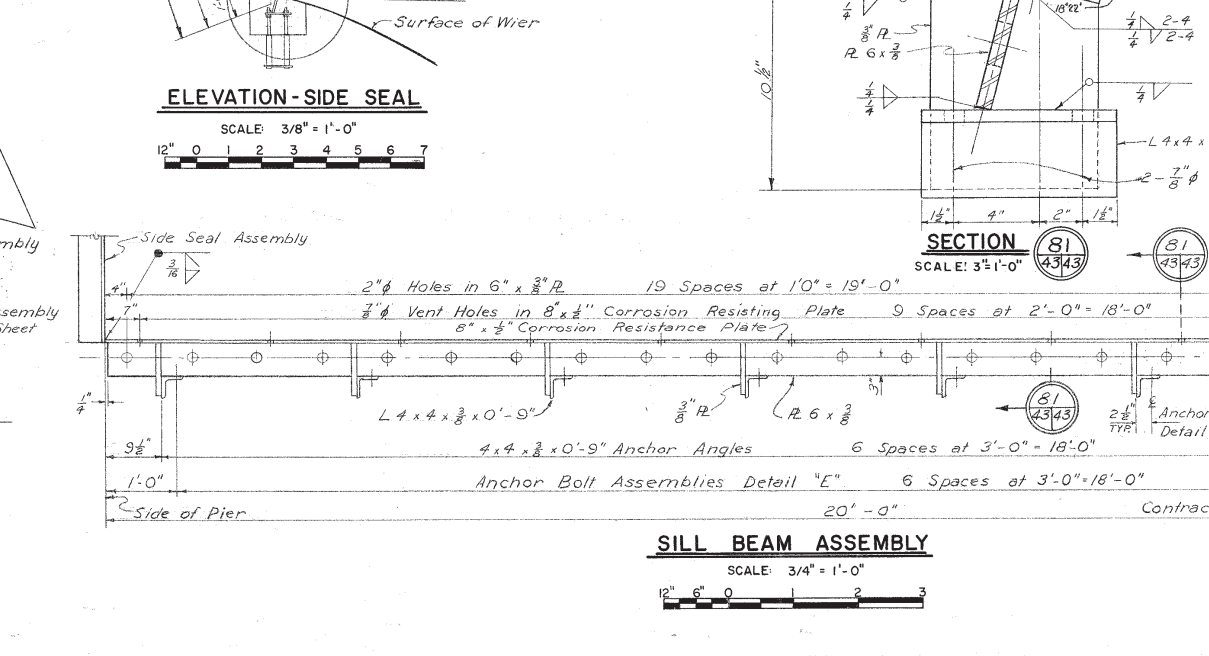 Surface of Wier
ELEVATION-SIDE SEAL
SCALE: 3/8" = 1'-0"
12" 0 1 2 3 4 5 6 7
18°22'
1/4
3/8" PL
PL 6 x 3/8
1/4
1/4
1/4 2-4
1/4 2-4
1/4
10 1/2"
L 4 x 4 x
2 - 7/8" φ
1 1/2" 4" 2" 1 1/2"
SECTION
SCALE: 3"=1'-0"
81
43 43
81
43 43
mbly
Side Seal Assembly
3/16
4" 2"φ Holes in 6" x 3/8" PL 19 Spaces at 1'0" = 19'-0"
ssembly
Sheet
7" 7/8"φ Vent Holes in 8" x 1/2" Corrosion Resisting Plate 9 Spaces at 2'-0" = 18'-0"
8" x 1/2" Corrosion Resistance Plate
3"
1/4"
L 4 x 4 x 3/8 x 0'-9"
3/8" PL
PL 6 x 3/8
81
43 43
2 1/2"
TYP.
Anchor
Detail
9 1/2" 4 x 4 x 3/8 x 0'-9" Anchor Angles 6 Spaces at 3'-0" = 18'-0"
1'-0" Anchor Bolt Assemblies Detail "E" 6 Spaces at 3'-0"=18'-0"
Side of Pier
20' - 0"
Contrac
SILL BEAM ASSEMBLY
SCALE: 3/4" = 1'-0"
12" 6" 0 1 2 3